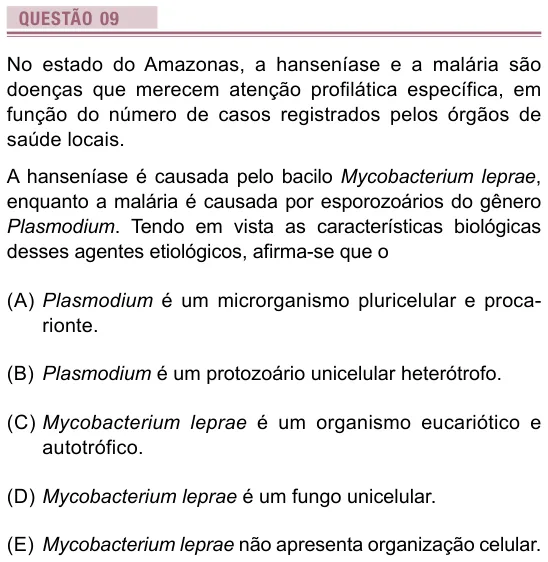 QUESTÃO 09
No estado do Amazonas, a hanseníase e a malária são
doenças que merecem atenção profilática específica, em
função do número de casos registrados pelos órgãos de
saúde locais.
A hanseníase é causada pelo bacilo Mycobacterium leprae,
enquanto a malária é causada por esporozoários do gênero
Plasmodium. Tendo em vista as características biológicas
desses agentes etiológicos, afirma-se que o
(A) Plasmodium é um microrganismo pluricelular e proca-
rionte.
(B) Plasmodium é um protozoário unicelular heterótrofo.
(C) Mycobacterium leprae é um organismo eucariótico e
autotrófico.
(D) Mycobacterium leprae é um fungo unicelular.
(E) Mycobacterium leprae não apresenta organização celular.